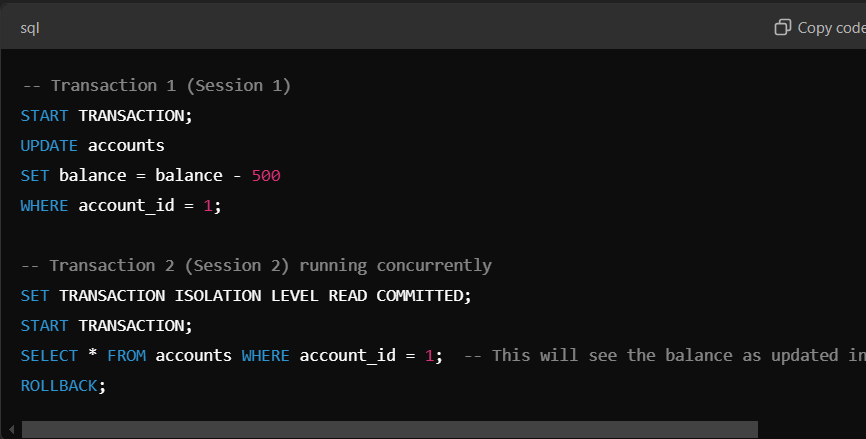 sql
Copy code
-- Transaction 1 (Session 1)
START TRANSACTION;
UPDATE accounts
SET balance = balance - 500
WHERE account_id = 1;
-- Transaction 2 (Session 2) running concurrently
SET TRANSACTION ISOLATION LEVEL READ COMMITTED;
START TRANSACTION;
SELECT * FROM accounts WHERE account_id = 1;  -- This will see the balance as updated in
ROLLBACK;